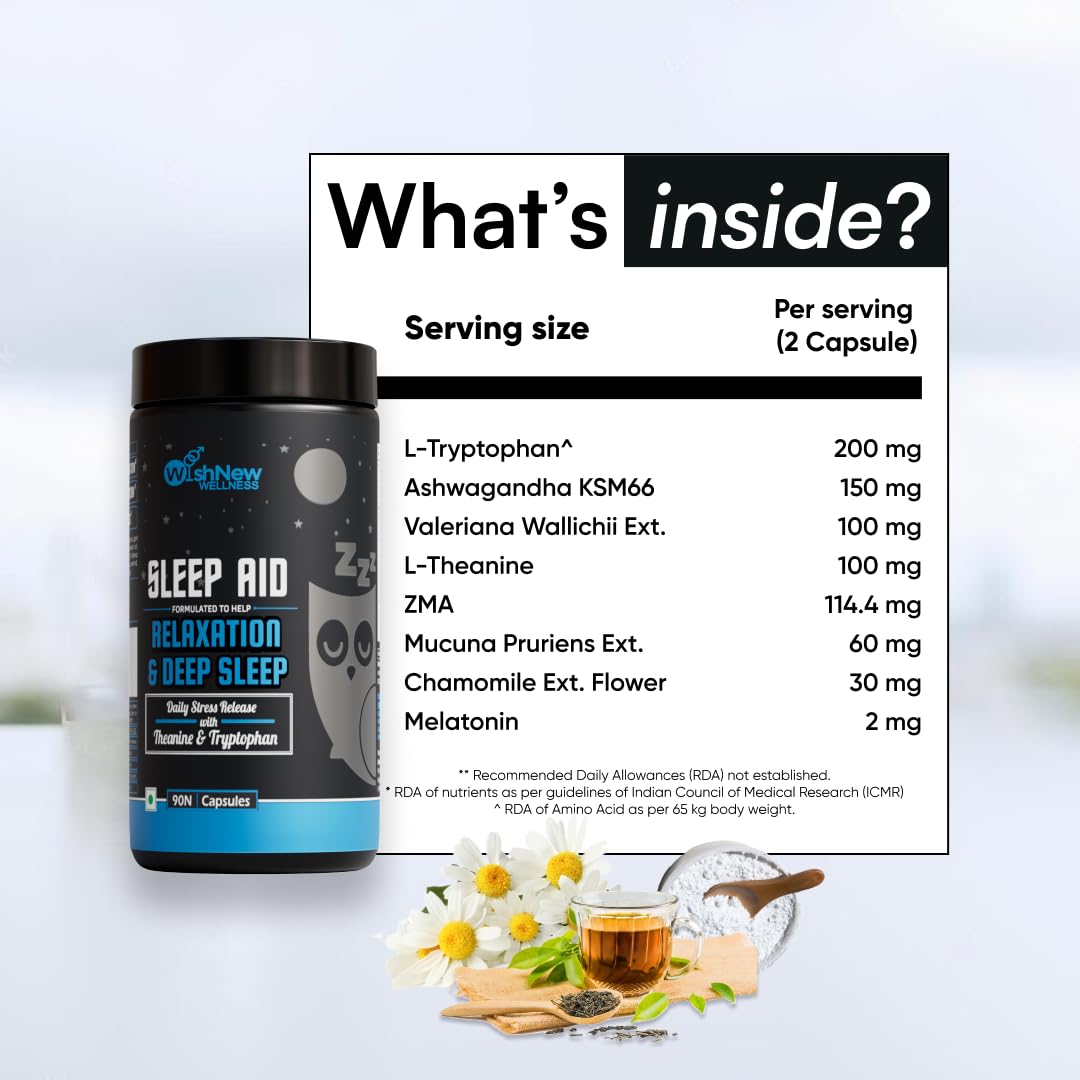 What's inside?
Serving size
Per serving
(2 Capsule)
L-Tryptophan^ 200 mg
Ashwagandha KSM66 150 mg
Valeriana Wallichii Ext. 100 mg
L-Theanine 100 mg
ZMA 114.4 mg
Mucuna Pruriens Ext. 60 mg
Chamomile Ext. Flower 30 mg
Melatonin 2 mg
** Recommended Daily Allowances (RDA) not established.
* RDA of nutrients as per guidelines of Indian Council of Medical Research (ICMR)
^ RDA of Amino Acid as per 65 kg body weight.
WishNew
WELLNESS
ZZZ
SLEEP AID
FORMULATED TO HELP
RELAXATION
& DEEP SLEEP
Daily Stress Release
with
Theanine & Tryptophan
90N Capsules